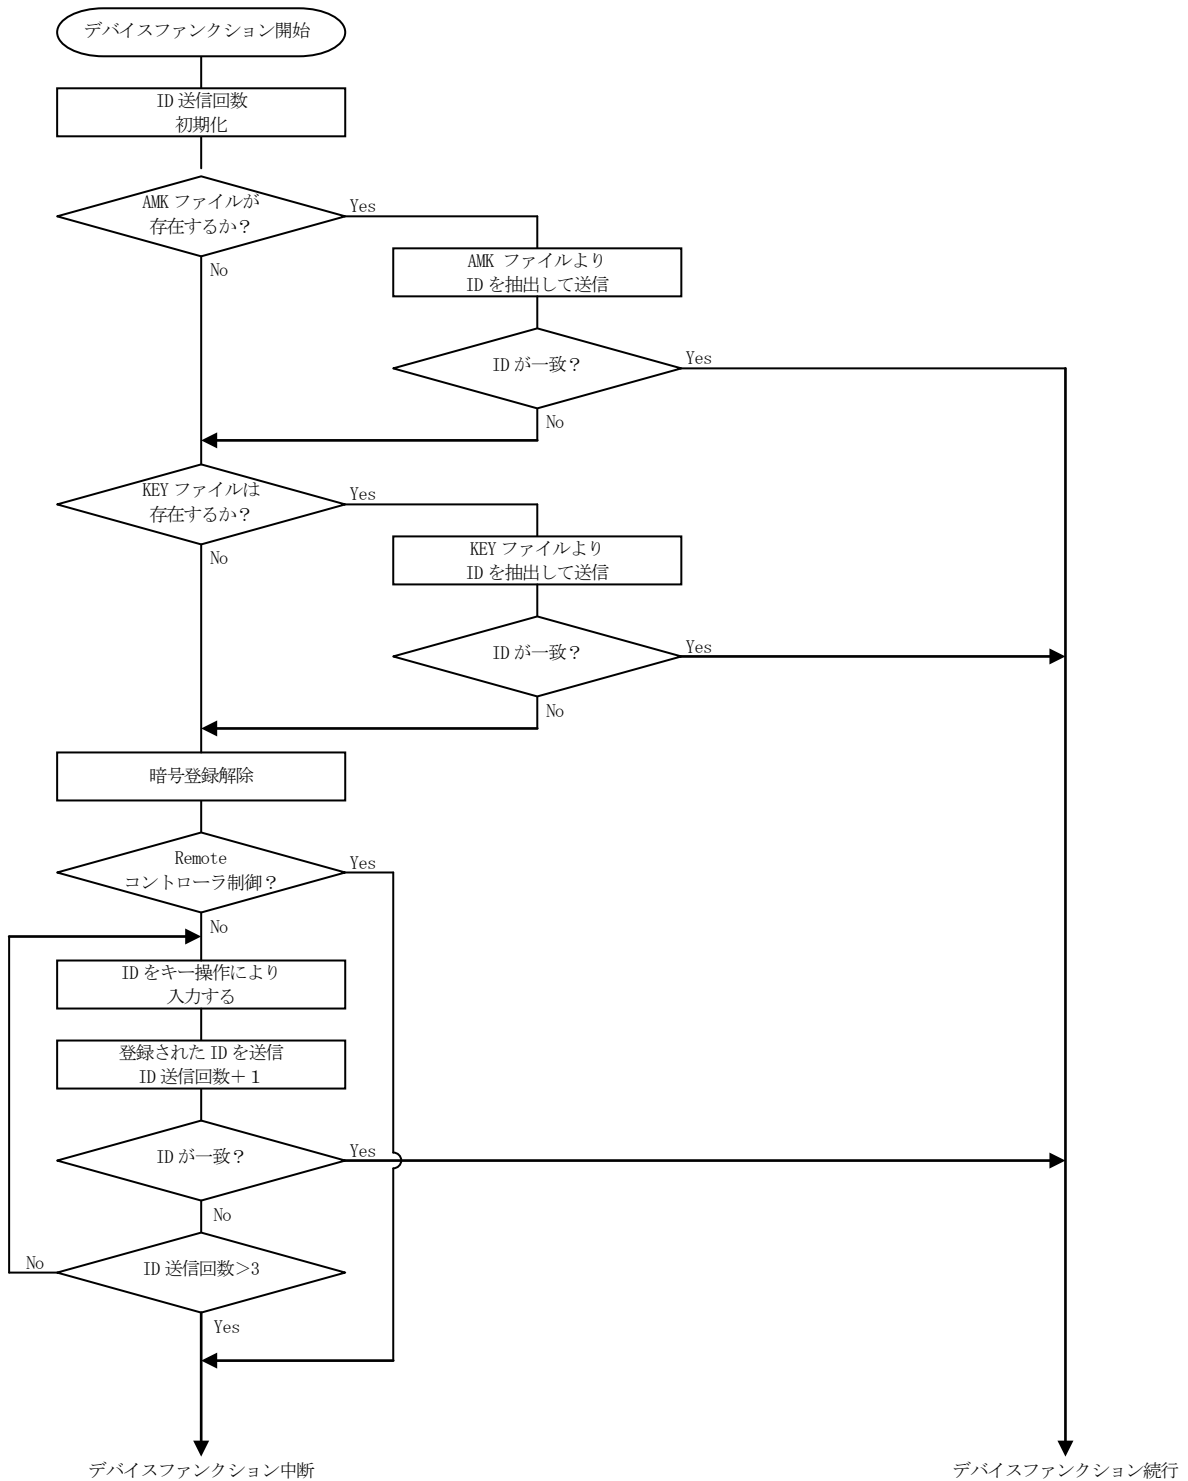 デバイスファンクション開始
ID 送信回数
初期化
AMK ファイルが
存在するか？
Yes
No
AMK ファイルより
ID を抽出して送信
ID が一致？
Yes
No
KEY ファイルは
存在するか？
Yes
No
KEY ファイルより
ID を抽出して送信
ID が一致？
Yes
No
暗号登録解除
Remote
コントローラ制御？
Yes
No
ID をキー操作により
入力する
登録された ID を送信
ID 送信回数＋１
ID が一致？
Yes
No
ID 送信回数＞3
No
Yes
デバイスファンクション中断
デバイスファンクション続行